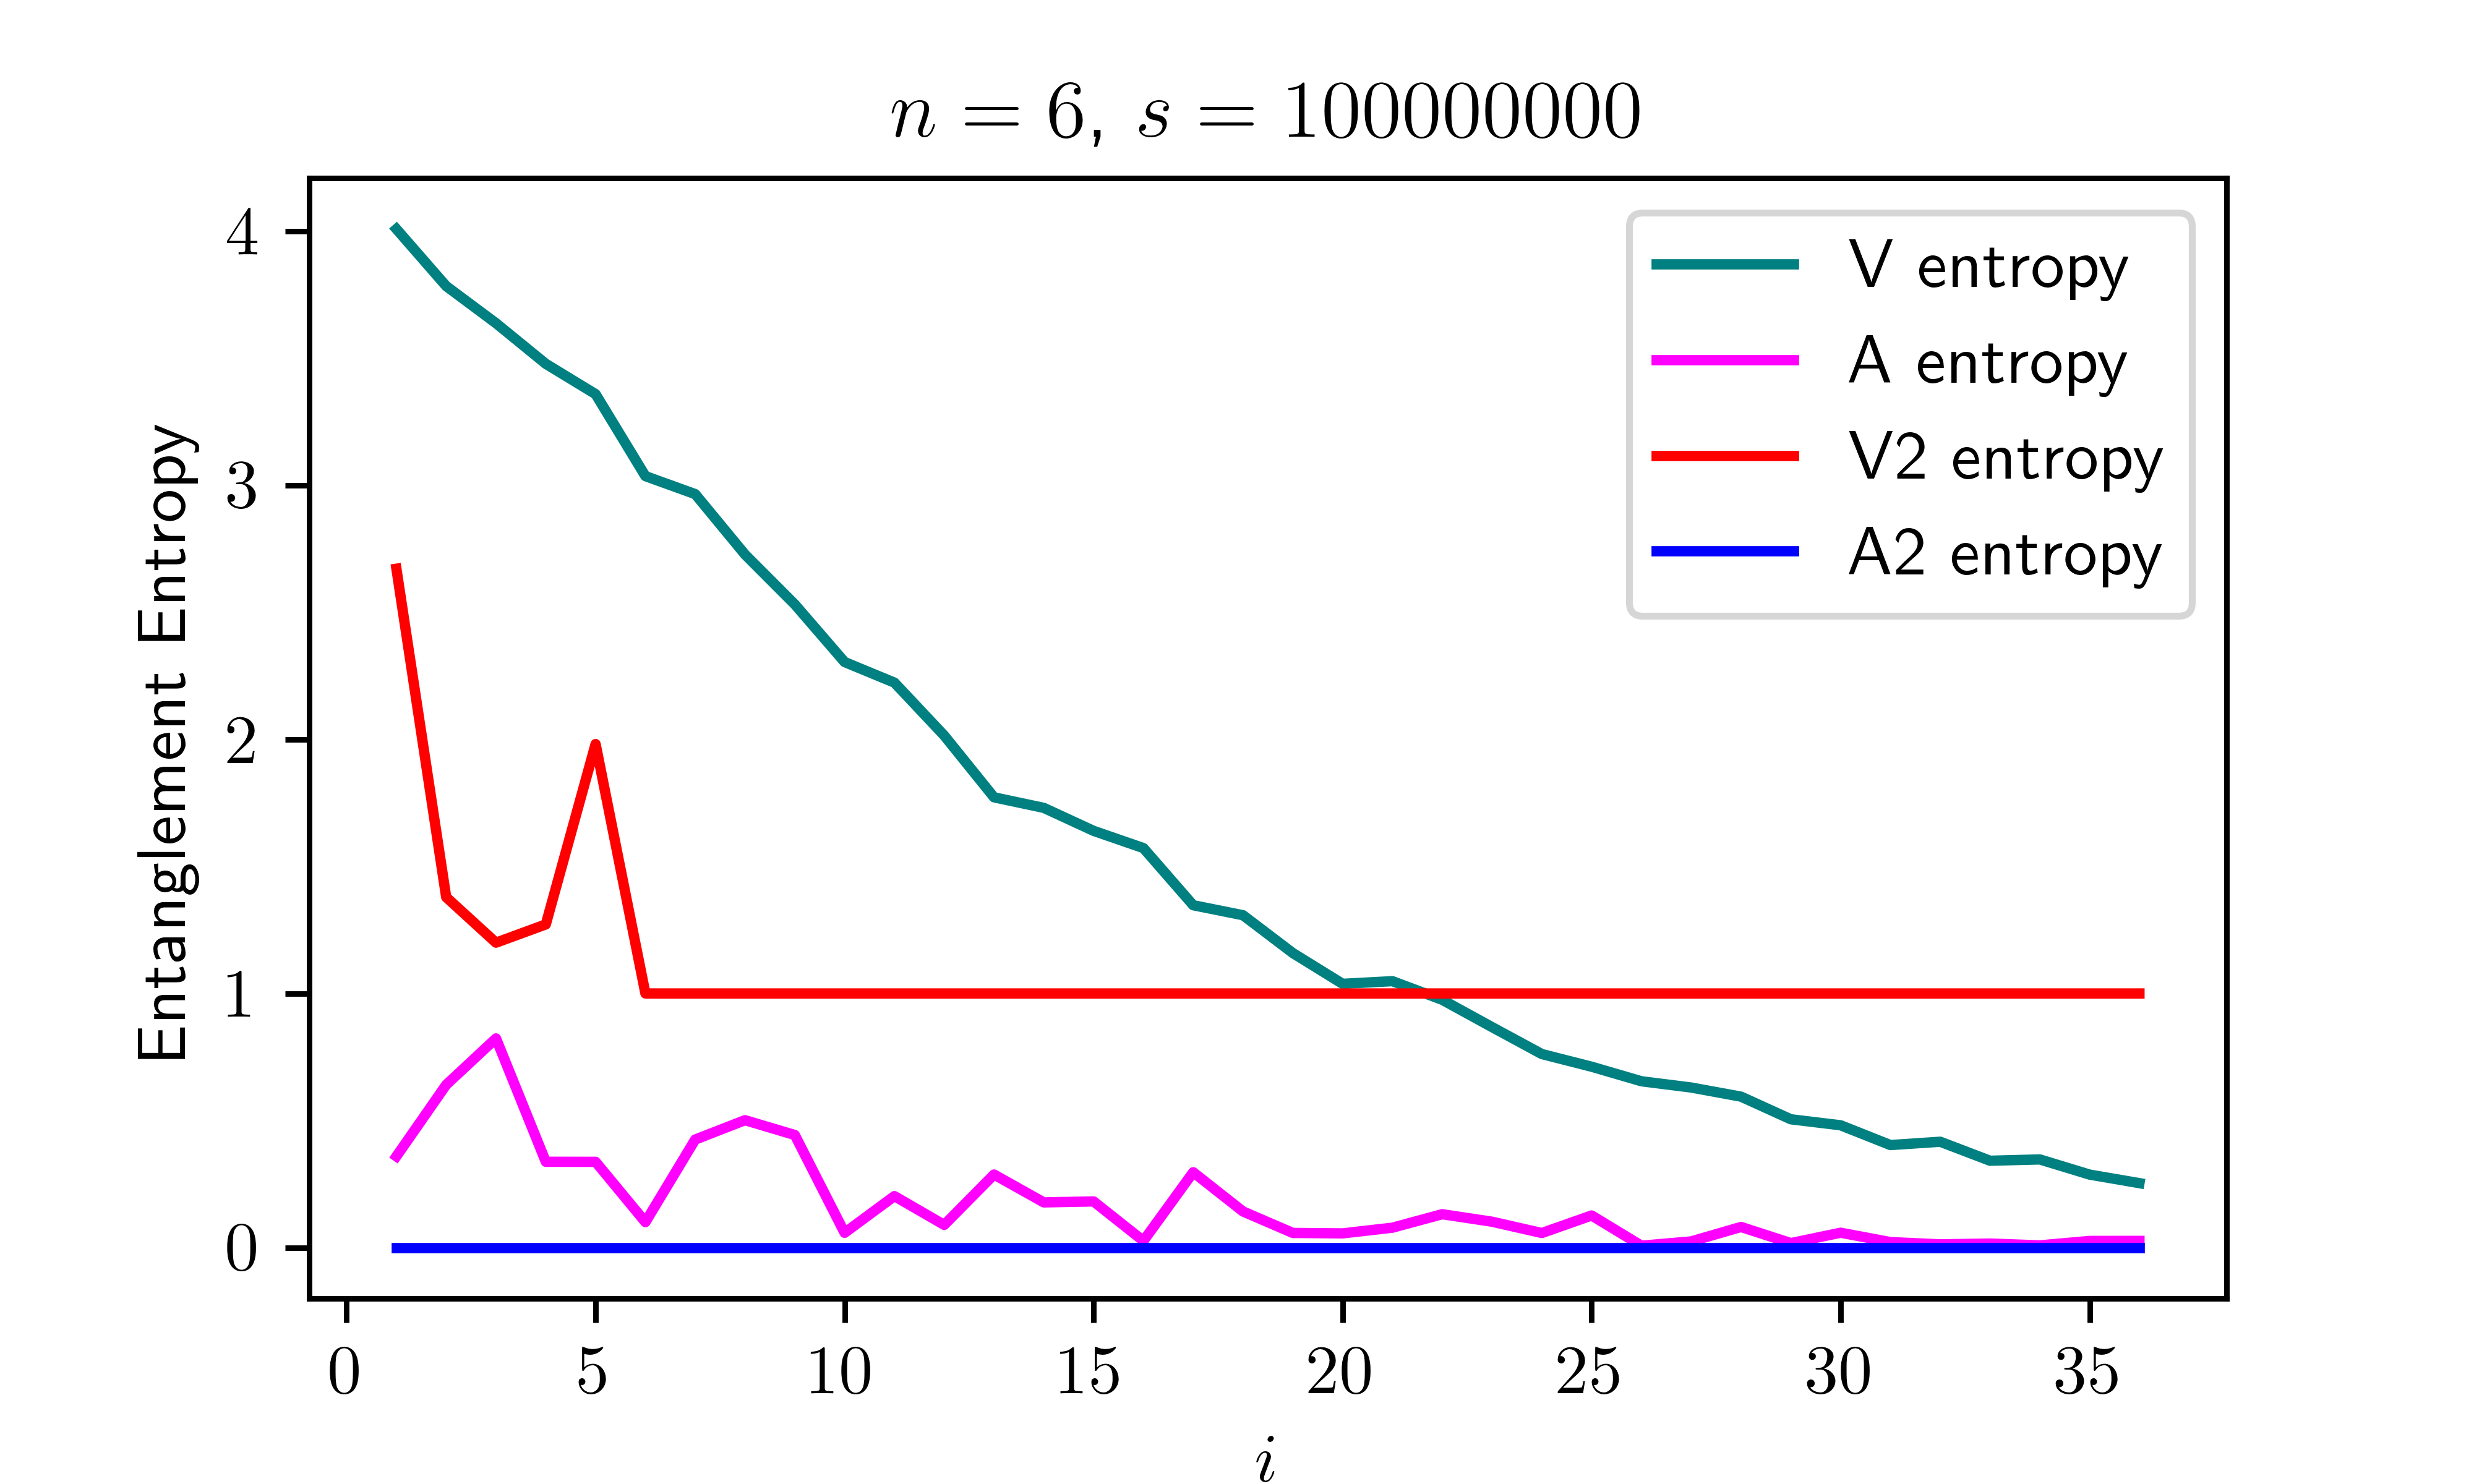 n = 6, s = 100000000
V entropy
A entropy
V2 entropy
A2 entropy
Entanglement Entropy
4
3
2
1
0
0 5 10 15 20 25 30 35
i